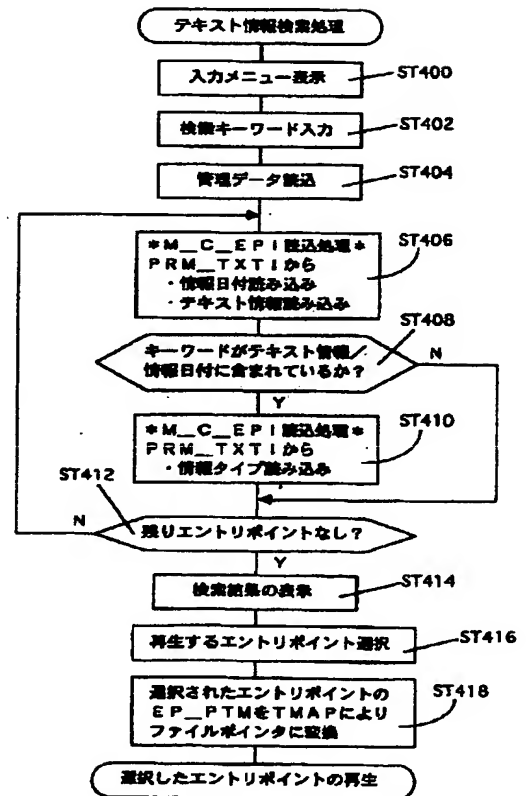 テキスト情報検索処理
入力メニュー表示
ST400
検索キーワード入力
ST402
管理データ読込
ST404
*M__C__EPI読込処理*
PRM__TXTIから
・情報日付読み込み
・テキスト情報読み込み
ST406
キーワードがテキスト情報/
情報日付に含まれているか?
ST408
N
Y
*M__C__EPI読込処理*
PRM__TXTIから
・情報タイプ読み込み
ST410
ST412
N
残りエントリポイントなし?
Y
検索結果の表示
ST414
再生するエントリポイント選択
ST416
選択されたエントリポイントの
EP__PTMをTMAPにより
ファイルポインタに変換
ST418
選択したエントリポイントの再生